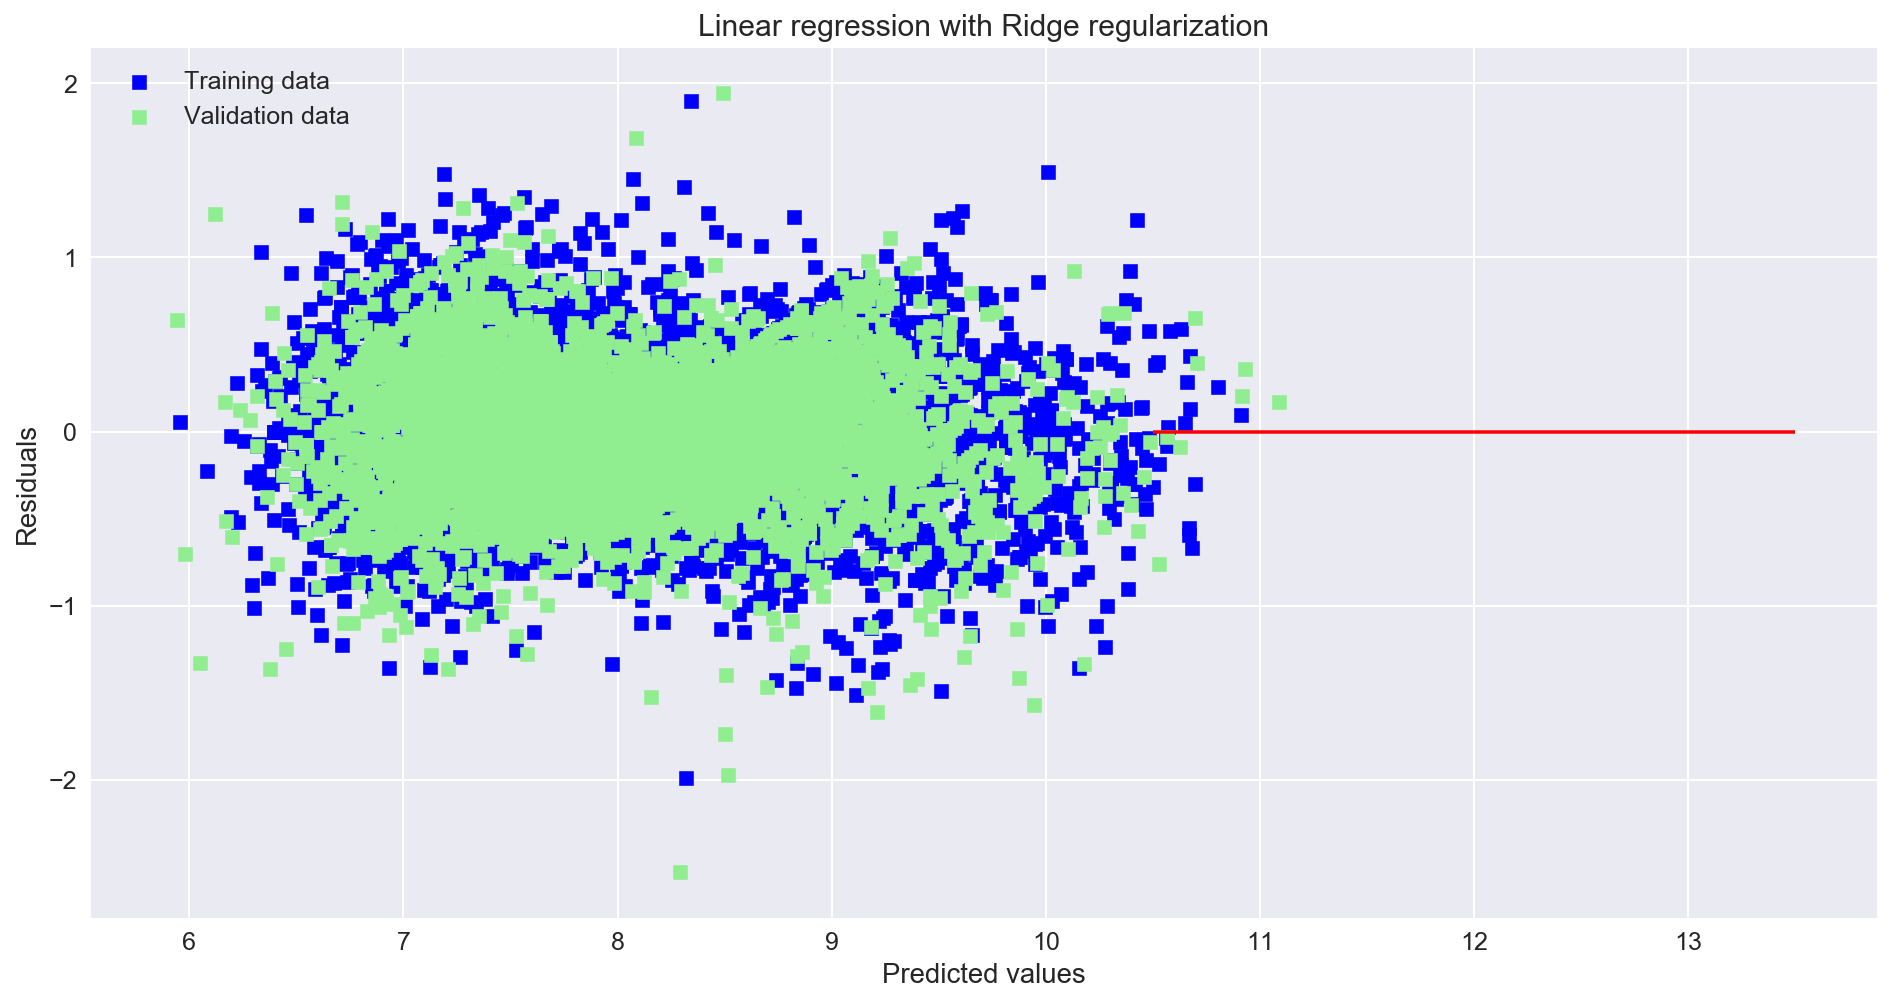 Linear regression with Ridge regularization
Training data
Validation data
2
1
0
−1
−2
Residuals
6 7 8 9 10 11 12 13
Predicted values